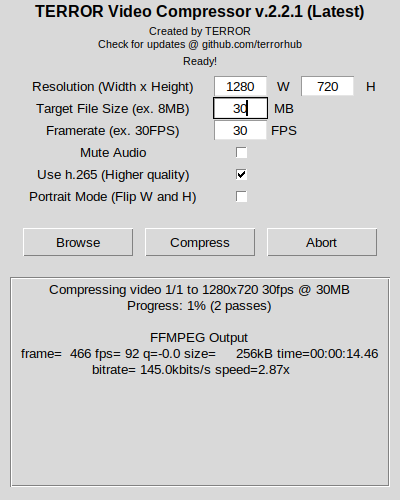 TERROR Video Compressor v.2.2.1 (Latest)
Created by TERROR
Check for updates @ github.com/terrorhub
Ready!
Resolution (Width x Height) 1280 W 720 H
Target File Size (ex. 8MB) 30 MB
Framerate (ex. 30FPS) 30 FPS
Mute Audio
Use h.265 (Higher quality)
Portrait Mode (Flip W and H)
Browse Compress Abort
Compressing video 1/1 to 1280x720 30fps @ 30MB
Progress: 1% (2 passes)
FFMPEG Output
frame= 466 fps= 92 q=-0.0 size= 256kB time=00:00:14.46
bitrate= 145.0kbits/s speed=2.87x